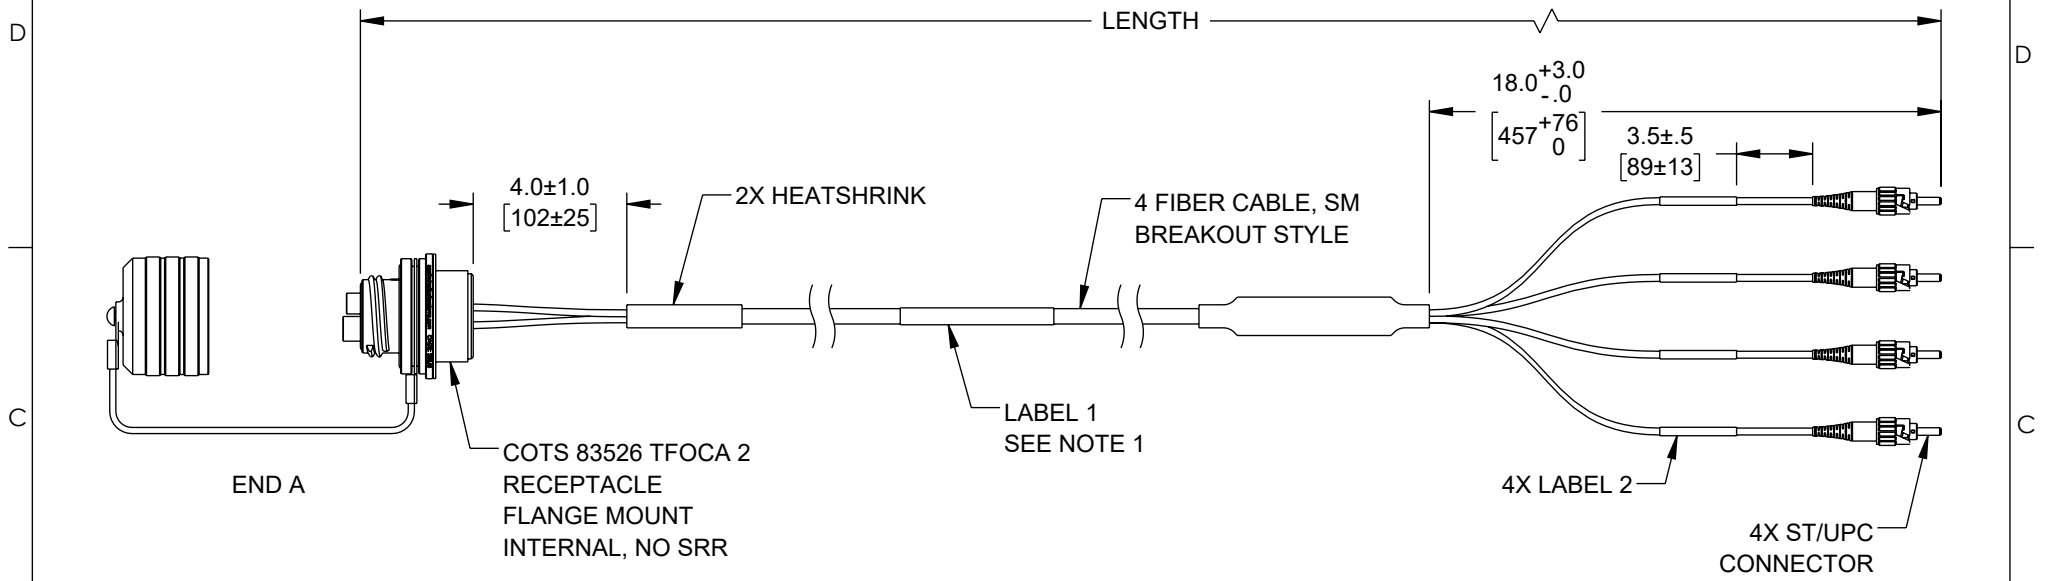 D
LENGTH
D
18.0 +3.0
-.0
[457 +76
0]
3.5±.5
[89±13]
4.0±1.0
[102±25]
2X HEATSHRINK
4 FIBER CABLE, SM
BREAKOUT STYLE
C
LABEL 1
SEE NOTE 1
C
COTS 83526 TFOCA 2
RECEPTACLE
FLANGE MOUNT
INTERNAL, NO SRR
END A
4X LABEL 2
4X ST/UPC
CONNECTOR